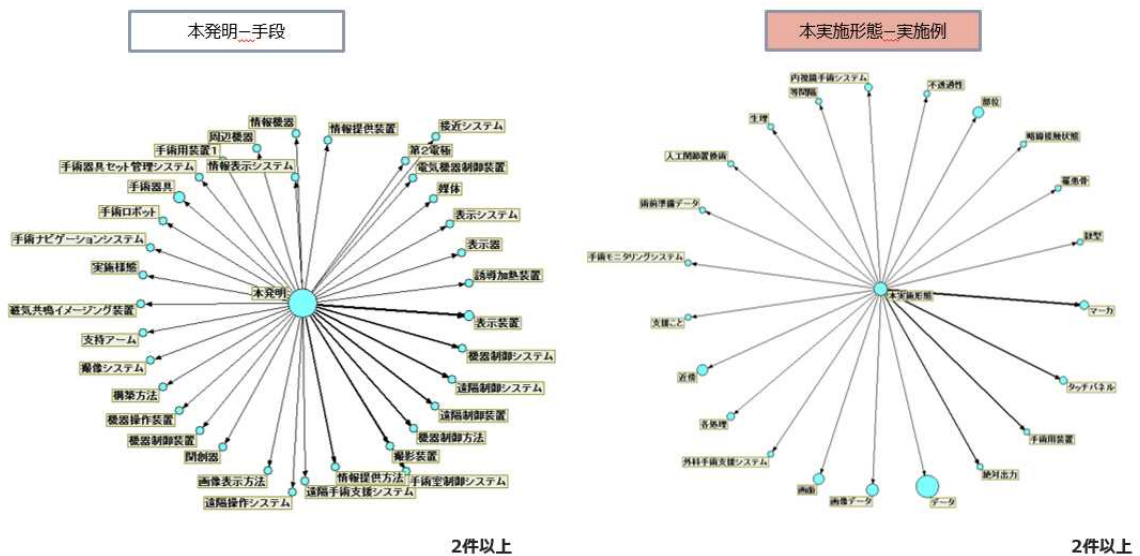 本発明—手段
情報機器
情報提供装置
接近システム
周辺機器
手術用装置1
第2電極
手術器具セット管理システム
情報表示システム
電気機器制御装置
手術器具
媒体
手術ロボット
表示システム
手術ナビゲーションシステム
表示器
実施様態
誘導加熱装置
本発明
磁気共鳴イメージング装置
表示装置
支持アーム
機器制御システム
撮像システム
遠隔制御システム
構築方法
遠隔制御装置
機器操作装置
機器制御方法
機器制御装置
開創器
撮影装置
画像表示方法
情報提供方法
手術室制御システム
遠隔手術支援システム
遠隔操作システム
2件以上
本実施形態—実施例
内視鏡手術システム
不透過性
等間隔
部位
生理
略線接触状態
人工関節置換術
罹患骨
術前準備データ
雄型
手術モニタリングシステム
本実施形態
マーカ
支援こと
近傍
タッチパネル
各処理
手術用装置
外科手術支援システム
絶対出力
画面
画像データ
データ
2件以上